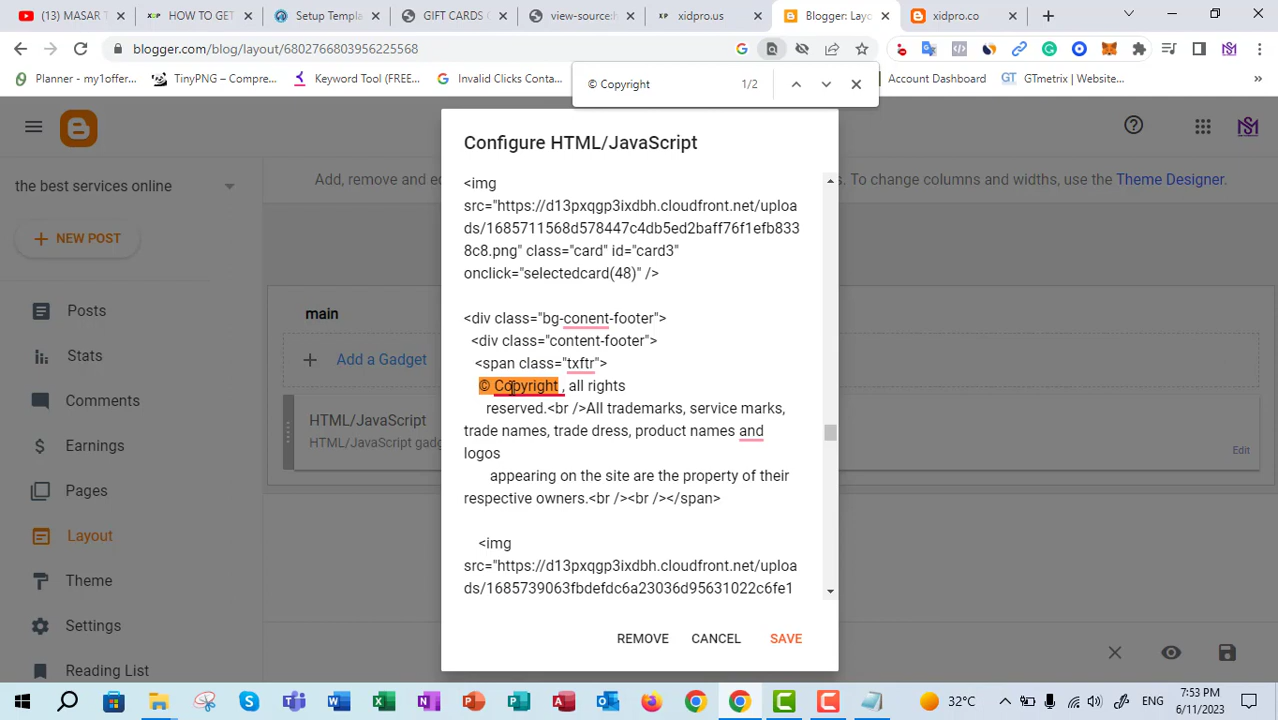 (13) MASAR T
HOW TO GET
Setup Templ
GIFT CARDS
view-source:h
xidpro.us
Blogger: Layo
xidpro.co
blogger.com/blog/layout/6802766803956225568
Planner - my1offer...
TinyPNG – Compre...
Keyword Tool (FREE...
Invalid Clicks Conta...
Account Dashboard
GTmetrix | Website...
»
© Copyright
1/2
the best services online
Add, remove and e
s. To change columns and widths, use the Theme Designer.
NEW POST
Posts
Stats
Comments
Earnings
Pages
Layout
Theme
Settings
Reading List
main
Add a Gadget
HTML/JavaScript
HTML/JavaScript gadg
Edit
Configure HTML/JavaScript
<img
src="https://d13pxqgp3ixdbh.cloudfront.net/uploa
ds/1685711568d578447c4db5ed2baff76f1efb833
8c8.png" class="card" id="card3"
onclick="selectedcard(48)" />
<div class="bg-conent-footer">
<div class="content-footer">
<span class="txftr">
© Copyright , all rights
reserved.<br />All trademarks, service marks,
trade names, trade dress, product names and
logos
appearing on the site are the property of their
respective owners.<br /><br /></span>
<img
src="https://d13pxqgp3ixdbh.cloudfront.net/uploa
ds/1685739063fbdefdc6a23036d95631022c6fe1
REMOVE
CANCEL
SAVE
32°C
ENG
7:53 PM
6/11/2023